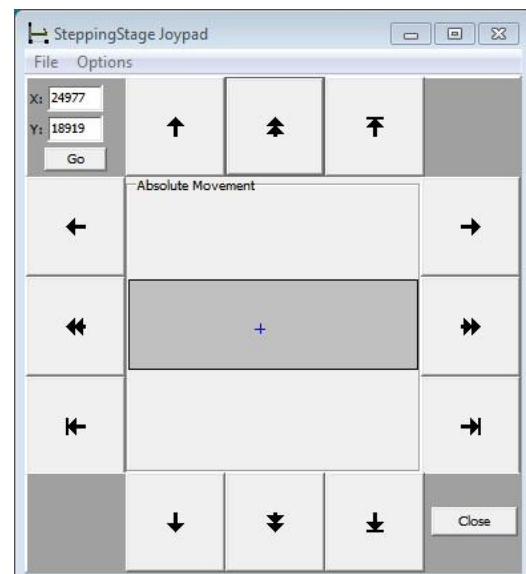 SteppingStage Joypad
File Options
X: 24977
Y: 18919
Go
Absolute Movement
Close